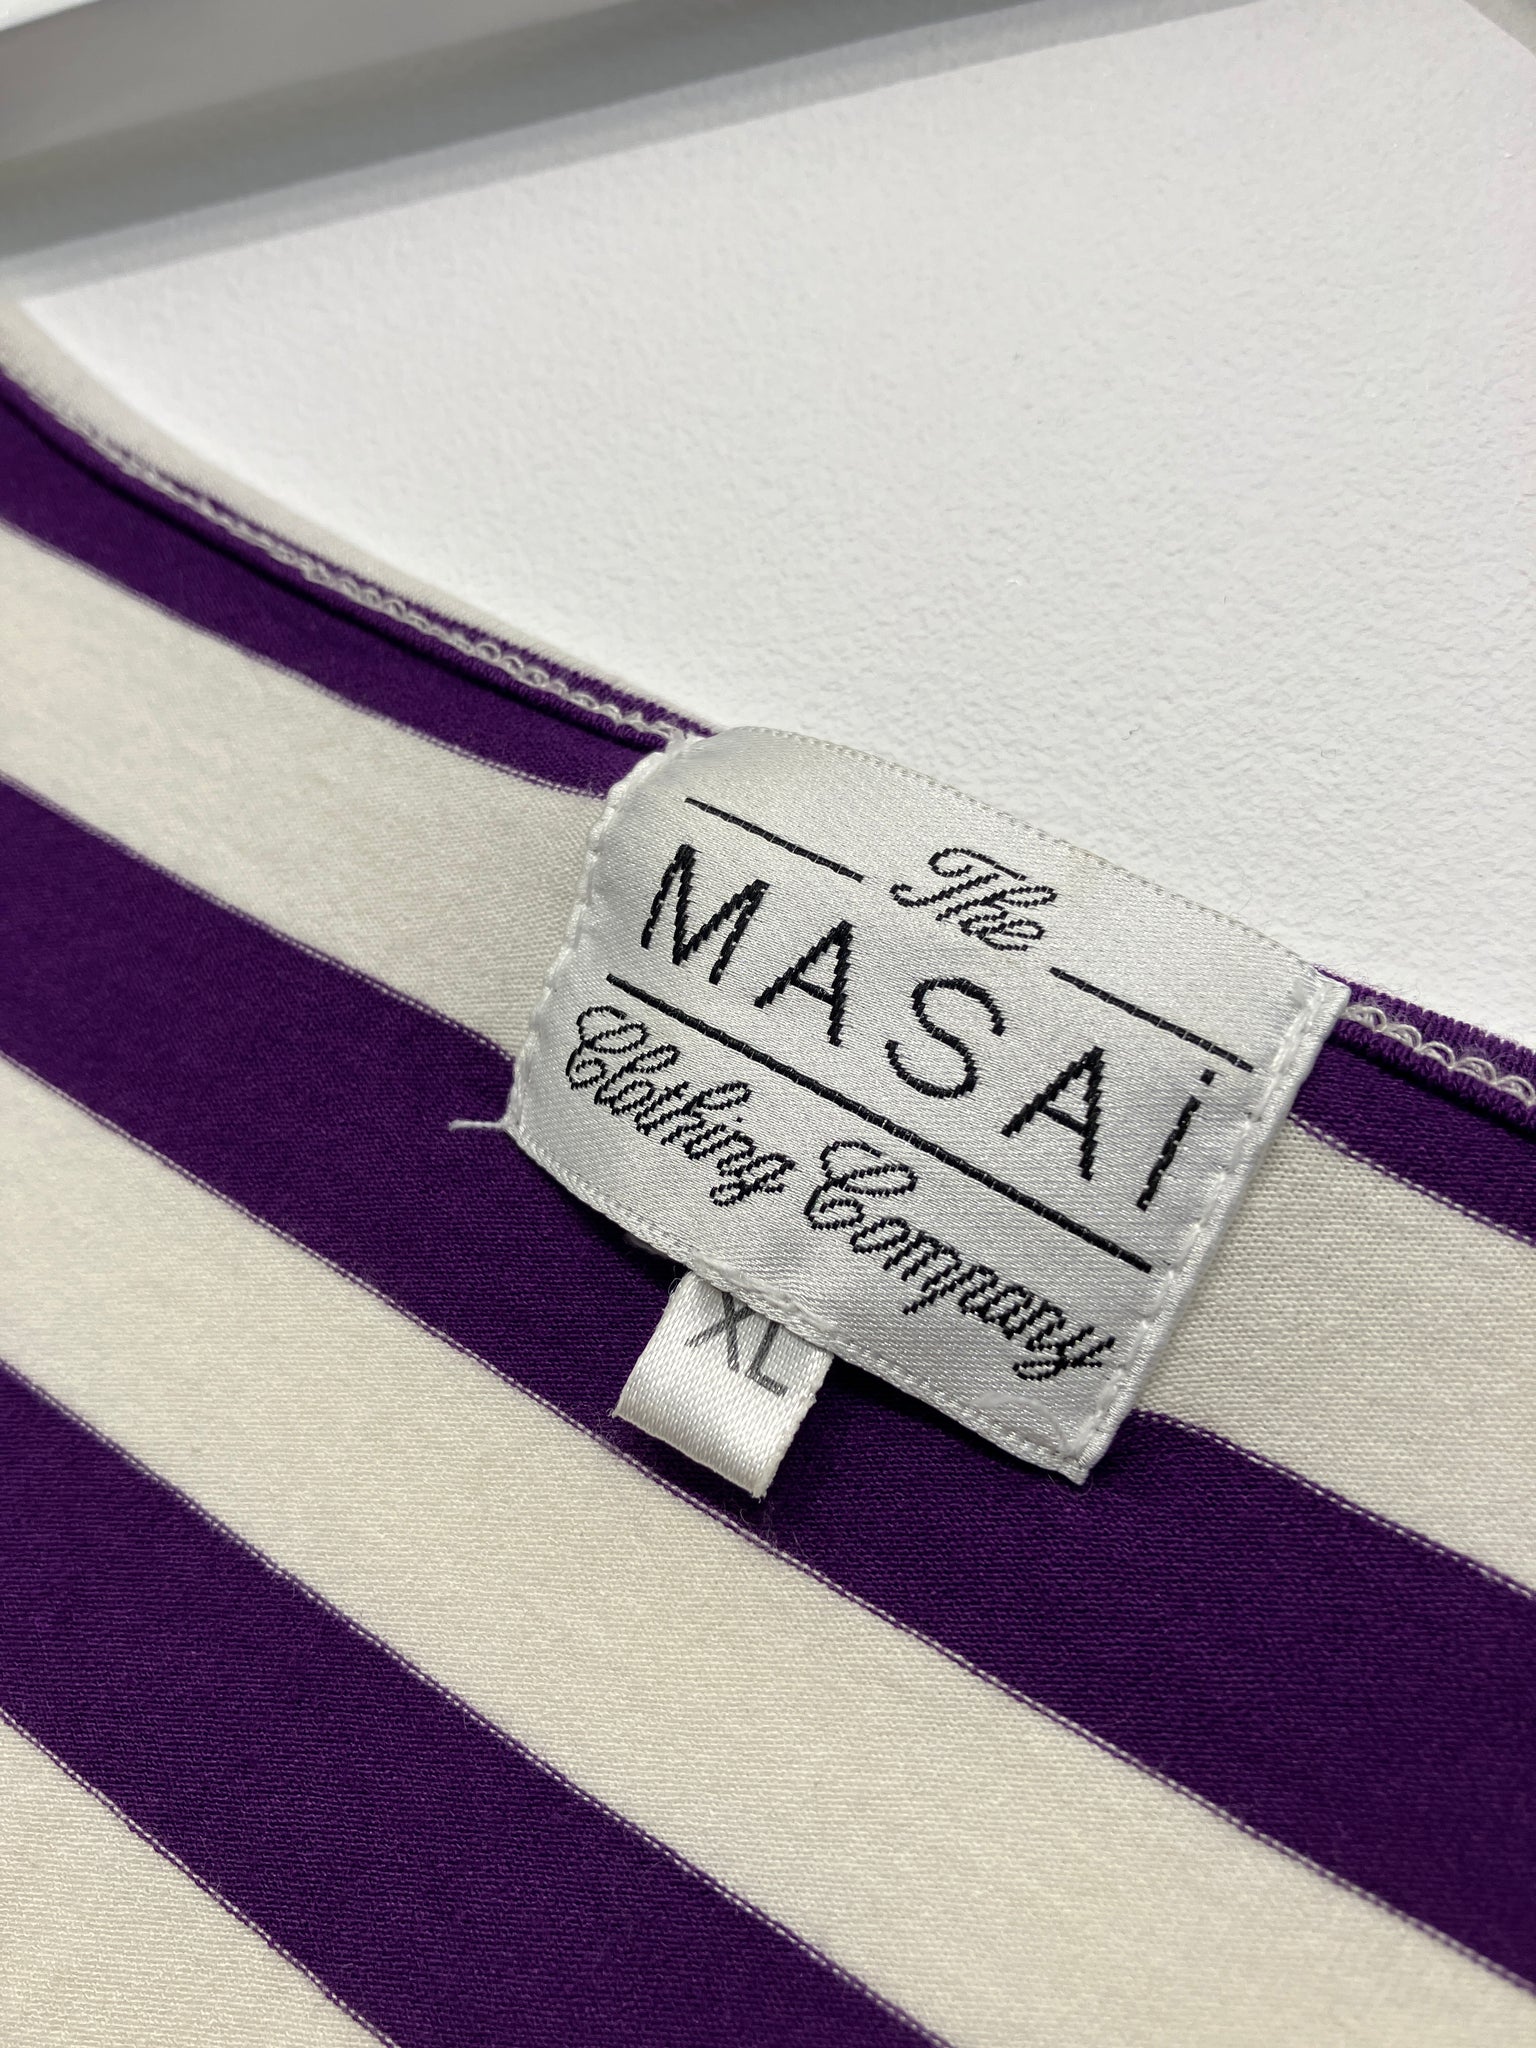 The
MASAi
Clothing Company
XL